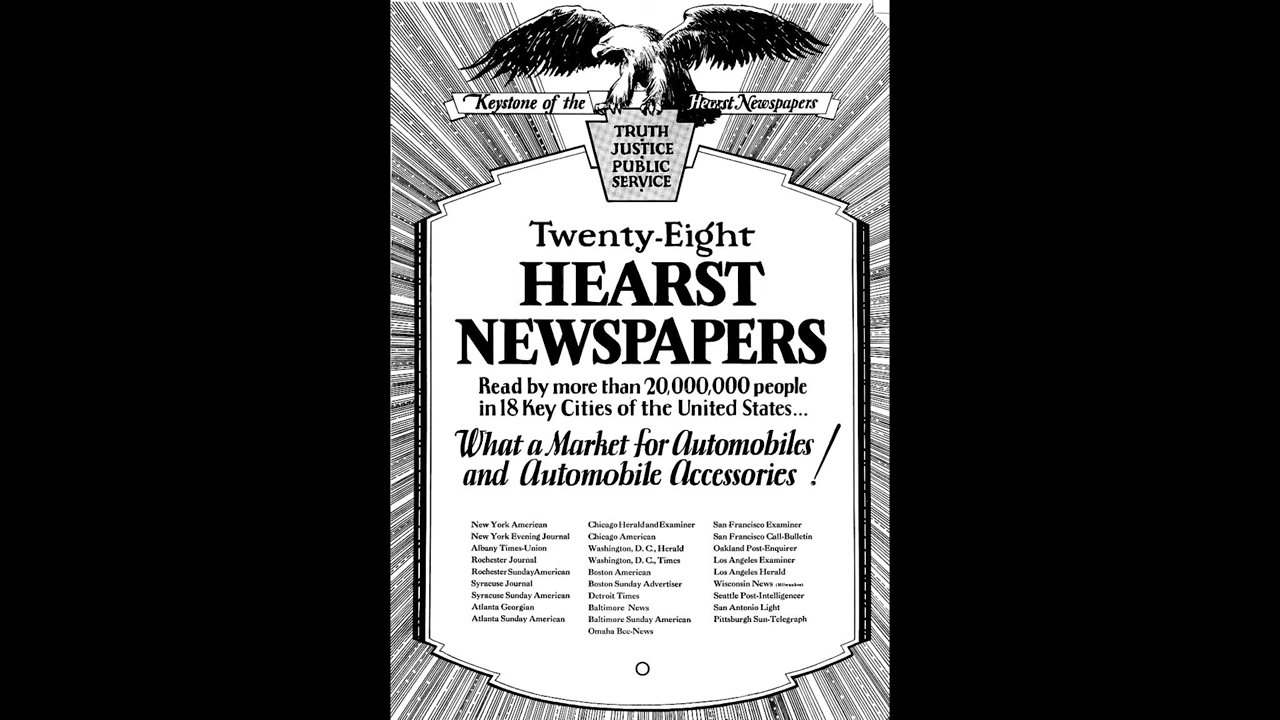 Keystone of the Hearst Newspapers
TRUTH
JUSTICE
PUBLIC
SERVICE
Twenty-Eight
HEARST
NEWSPAPERS
Read by more than 20,000,000 people
in 18 Key Cities of the United States...
What a Market for Automobiles
and Automobile Accessories!
New York American
New York Evening Journal
Albany Times-Union
Rochester Journal
Rochester Sunday American
Syracuse Journal
Syracuse Sunday American
Atlanta Georgian
Atlanta Sunday American
Chicago Herald and Examiner
Chicago American
Washington, D. C., Herald
Washington, D. C., Times
Boston American
Boston Sunday Advertiser
Detroit Times
Baltimore News
Baltimore Sunday American
Omaha Bee-News
San Francisco Examiner
San Francisco Call-Bulletin
Oakland Post-Enquirer
Los Angeles Examiner
Los Angeles Herald
Wisconsin News (Milwaukee)
Seattle Post-Intelligencer
San Antonio Light
Pittsburgh Sun-Telegraph